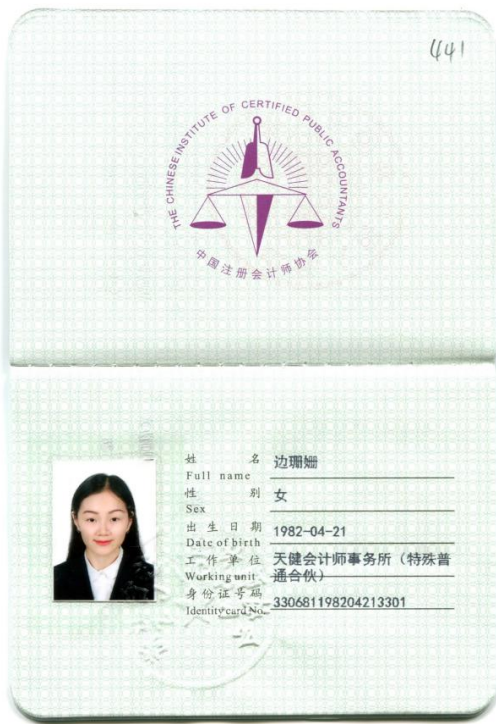 441
THE CHINESE INSTITUTE OF CERTIFIED PUBLIC ACCOUNTANTS
中国注册会计师协会
姓 名 边珊姗
Full name
性 别 女
Sex
出生日期 1982-04-21
Date of birth
工作单位 天健会计师事务所（特殊普
Working unit 通合伙）
身份证号码 330681198204213301
Identity card No.